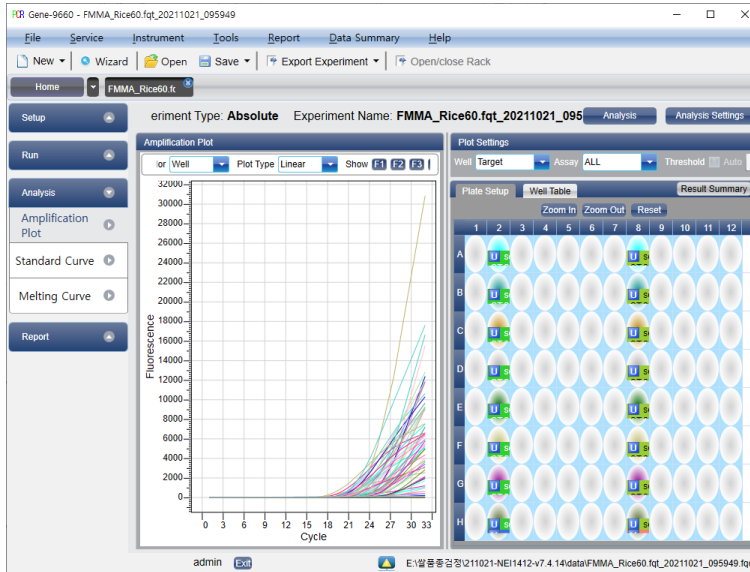 PCR Gene-9660 - FMMA_Rice60.fqt_20211021_095949
File Service Instrument Tools Report Data Summary Help
New Wizard Open Save Export Experiment Open/close Rack
Home FMMA_Rice60.fc
Setup
Run
Analysis
Amplification
Plot
Standard Curve
Melting Curve
Report
eriment Type: Absolute Experiment Name: FMMA_Rice60.fqt_20211021_095 Analysis Analysis Settings
Amplification Plot
or Well Plot Type Linear Show F1 F2 F3
32000
30000
28000
26000
24000
22000
20000
18000
16000
14000
12000
10000
8000
6000
4000
2000
0
Fluorescence
0 3 6 9 12 15 18 21 24 27 30 33
Cycle
Plot Settings
Well Target Assay ALL Threshold Auto
Plate Setup Well Table Result Summary
Zoom In Zoom Out Reset
1 2 3 4 5 6 7 8 9 10 11 12
A U U
B U U
C U U
D U U
E U U
F U U
G U U
H U U
admin Exit E:\쌀품종검정\211021-NEI1412-v7.4.14\data\FMMA_Rice60.fqt_20211021_095949.fq